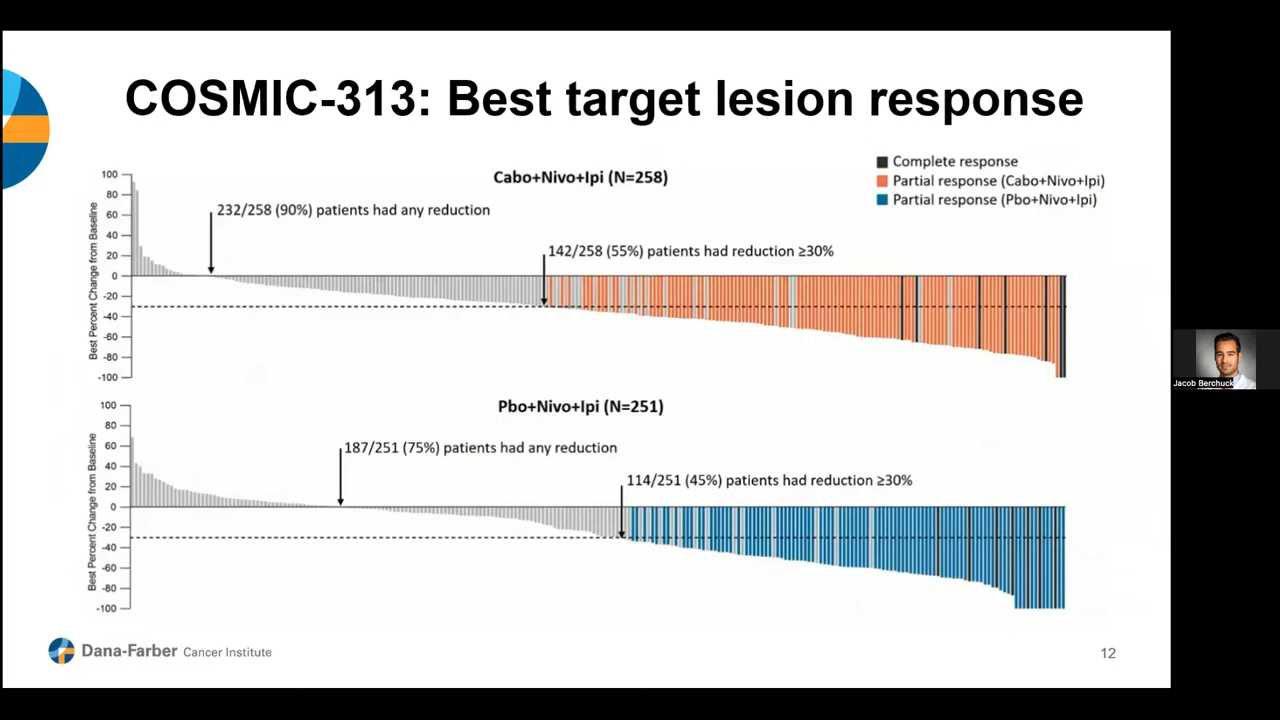 COSMIC-313: Best target lesion response
Complete response
Partial response (Cabo+Nivo+Ipi)
Partial response (Pbo+Nivo+Ipi)
Cabo+Nivo+Ipi (N=258)
Best Percent Change from Baseline
100
80
60
40
20
0
-20
-40
-60
-80
-100
232/258 (90%) patients had any reduction
142/258 (55%) patients had reduction ≥30%
Pbo+Nivo+Ipi (N=251)
Best Percent Change from Baseline
100
80
60
40
20
0
-20
-40
-60
-80
-100
187/251 (75%) patients had any reduction
114/251 (45%) patients had reduction ≥30%
Dana-Farber Cancer Institute
12
Jacob Berchuck